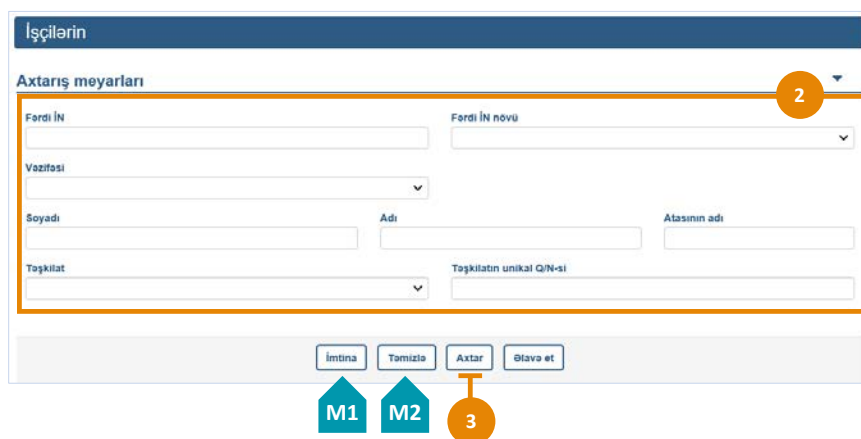 İşçilərin
Axtarış meyarları
2
Fərdi İN
Fərdi İN növü
Vəzifəsi
Soyadı
Adı
Atasının adı
Təşkilat
Təşkilatın unikal Q/N-si
İmtina
Təmizlə
Axtar
Əlavə et
M1
M2
3